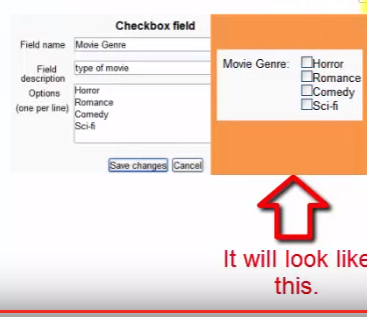 Checkbox field
Field name Movie Genre
Field description type of movie
Options (one per line) Horror
Romance
Comedy
Sci-fi
Save changes Cancel
Movie Genre: Horror
Romance
Comedy
Sci-fi
It will look like
this.